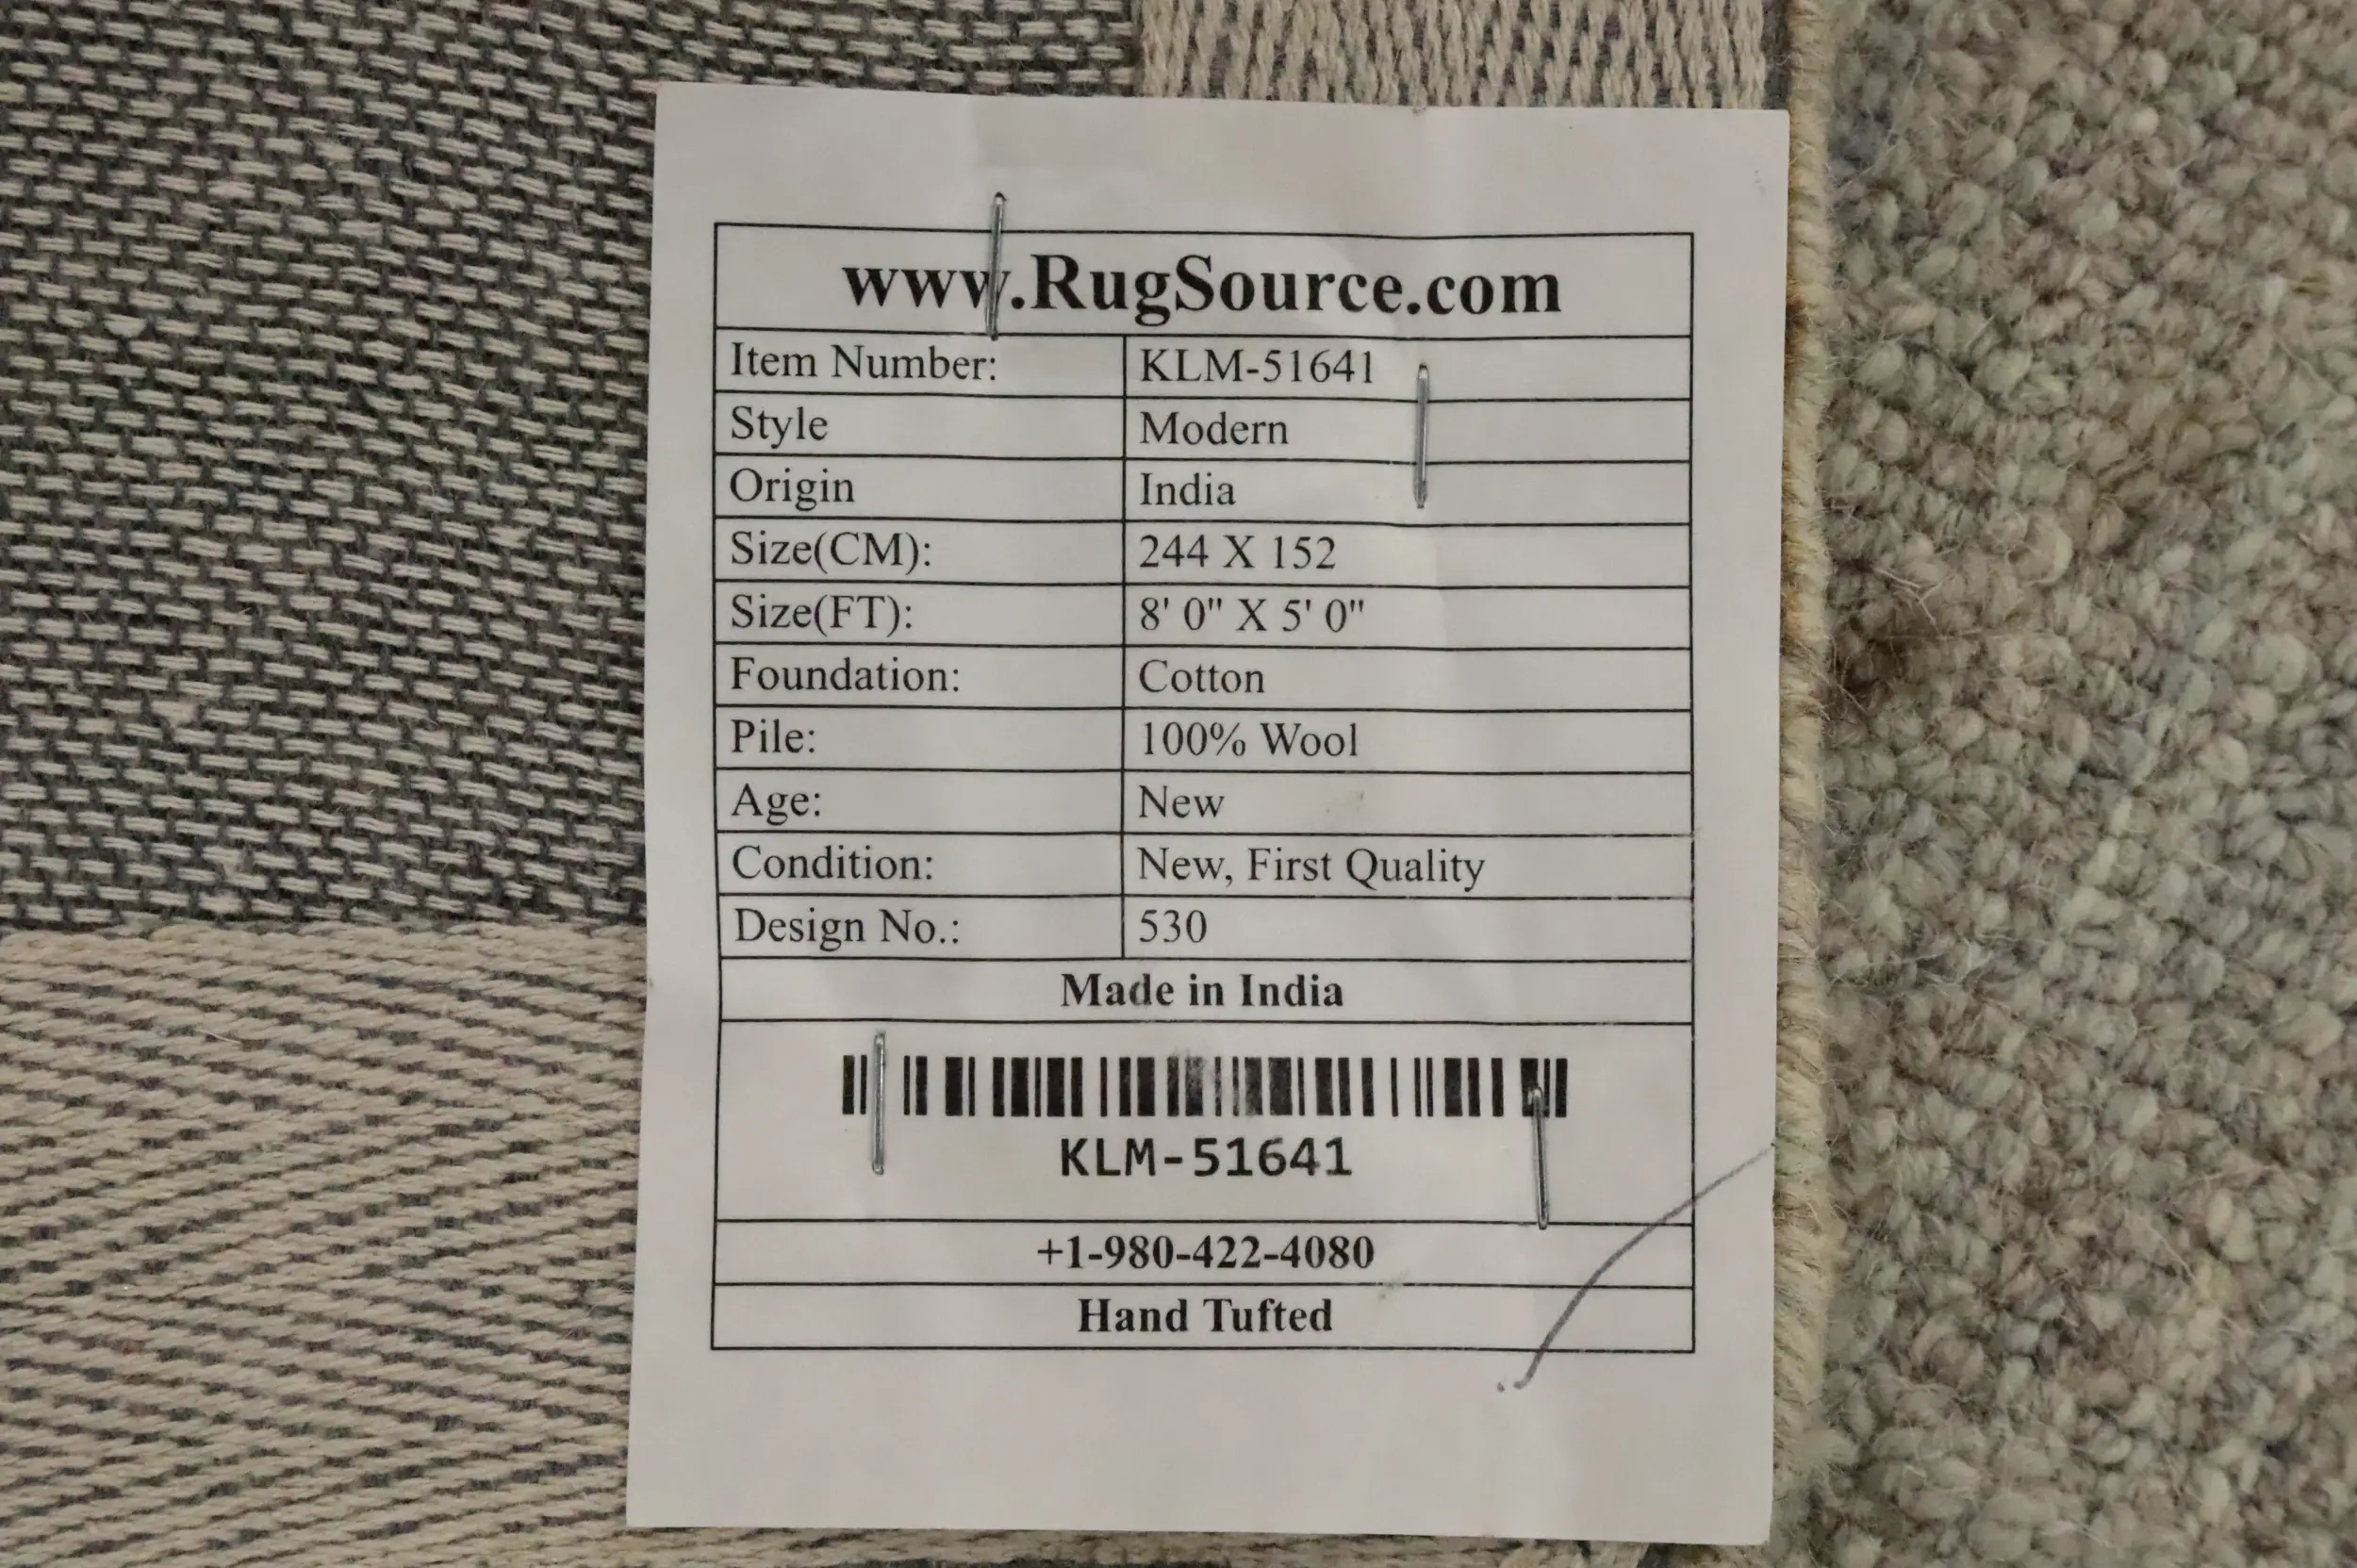 www.RugSource.com
Item Number: KLM-51641
Style Modern
Origin India
Size(CM): 244 X 152
Size(FT): 8' 0" X 5' 0"
Foundation: Cotton
Pile: 100% Wool
Age: New
Condition: New, First Quality
Design No.: 530
Made in India
KLM-51641
+1-980-422-4080
Hand Tufted